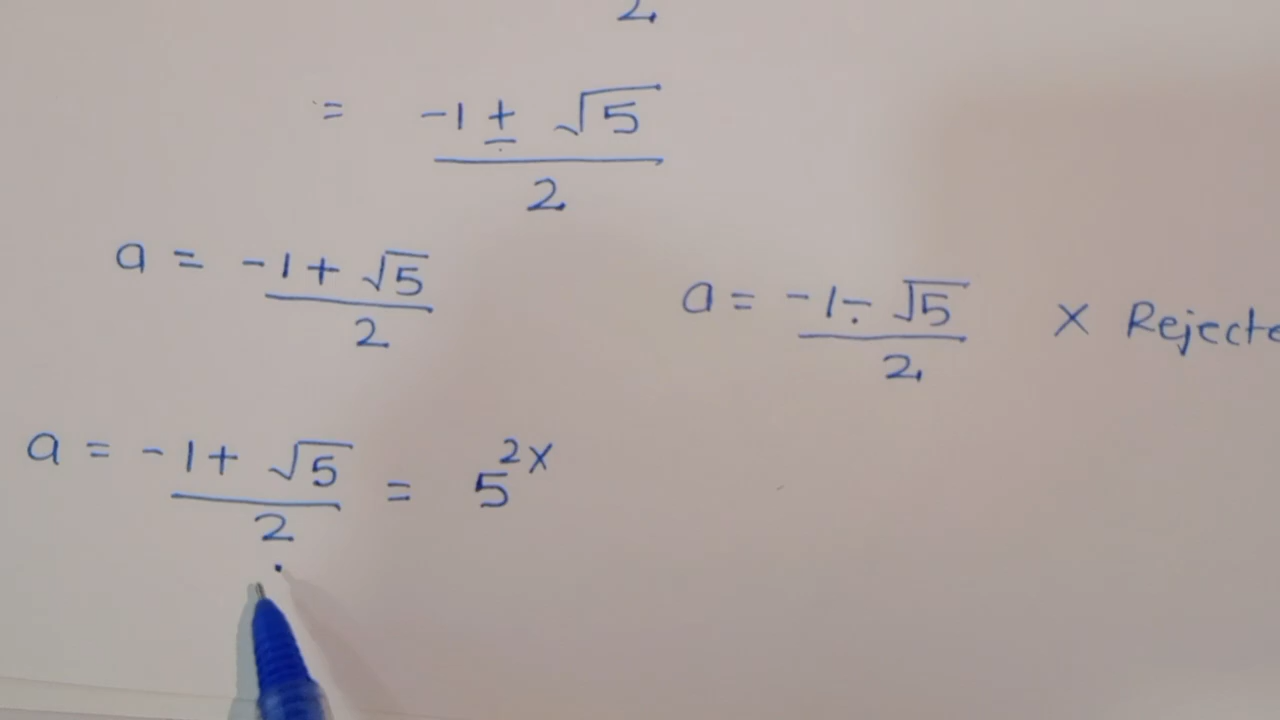 2
= (-1 ± √5)/2
a = (-1 + √5)/2
a = (-1 - √5)/2 × Rejecte
a = (-1 + √5)/2 = 5^(2x)